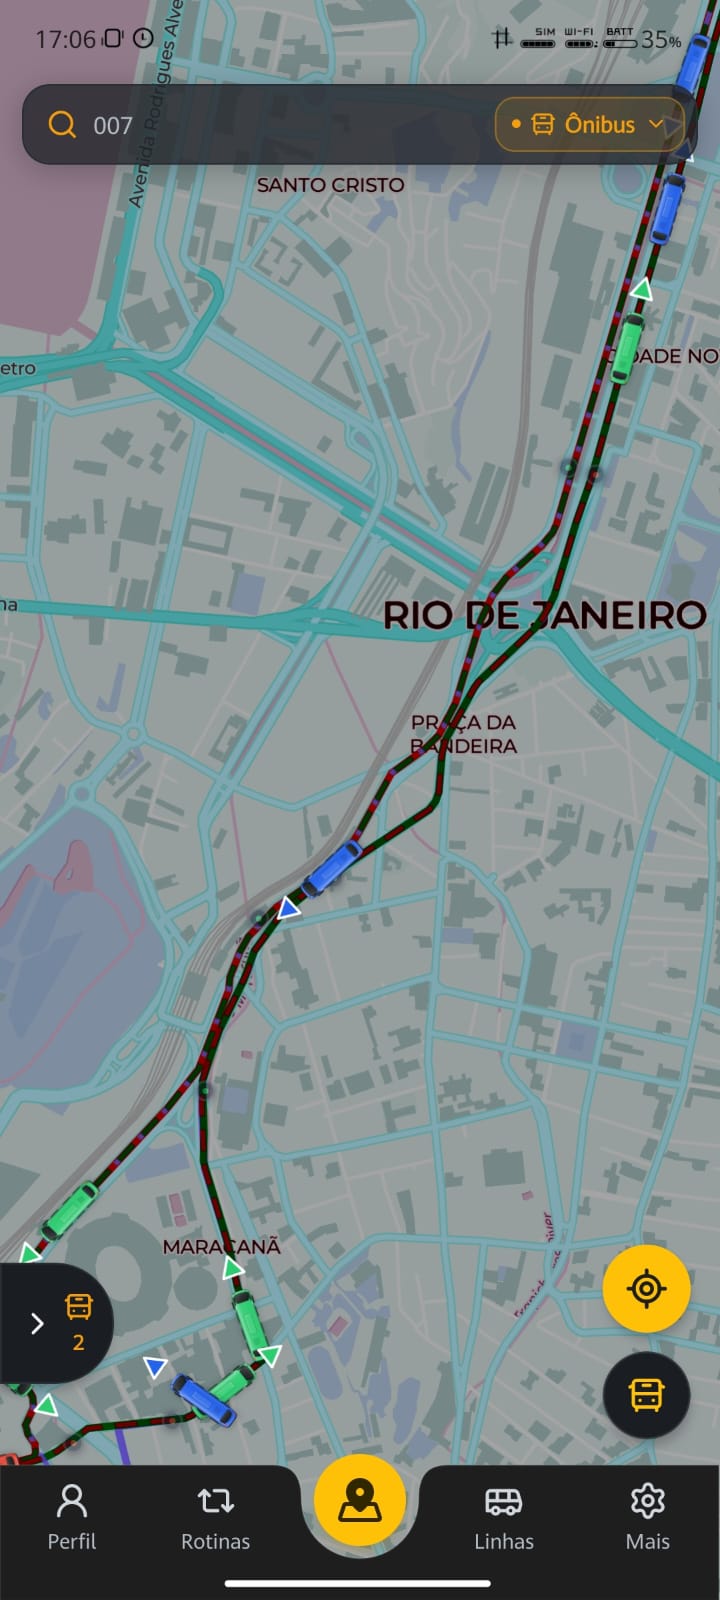 17:06
SIM WI-FI BATT 35%
Avenida Rodrigues Alve
007
Ônibus
SANTO CRISTO
etro
DADE NO
na
RIO DE JANEIRO
PRAÇA DA
BANDEIRA
MARACANÃ
2
Perfil
Rotinas
Linhas
Mais